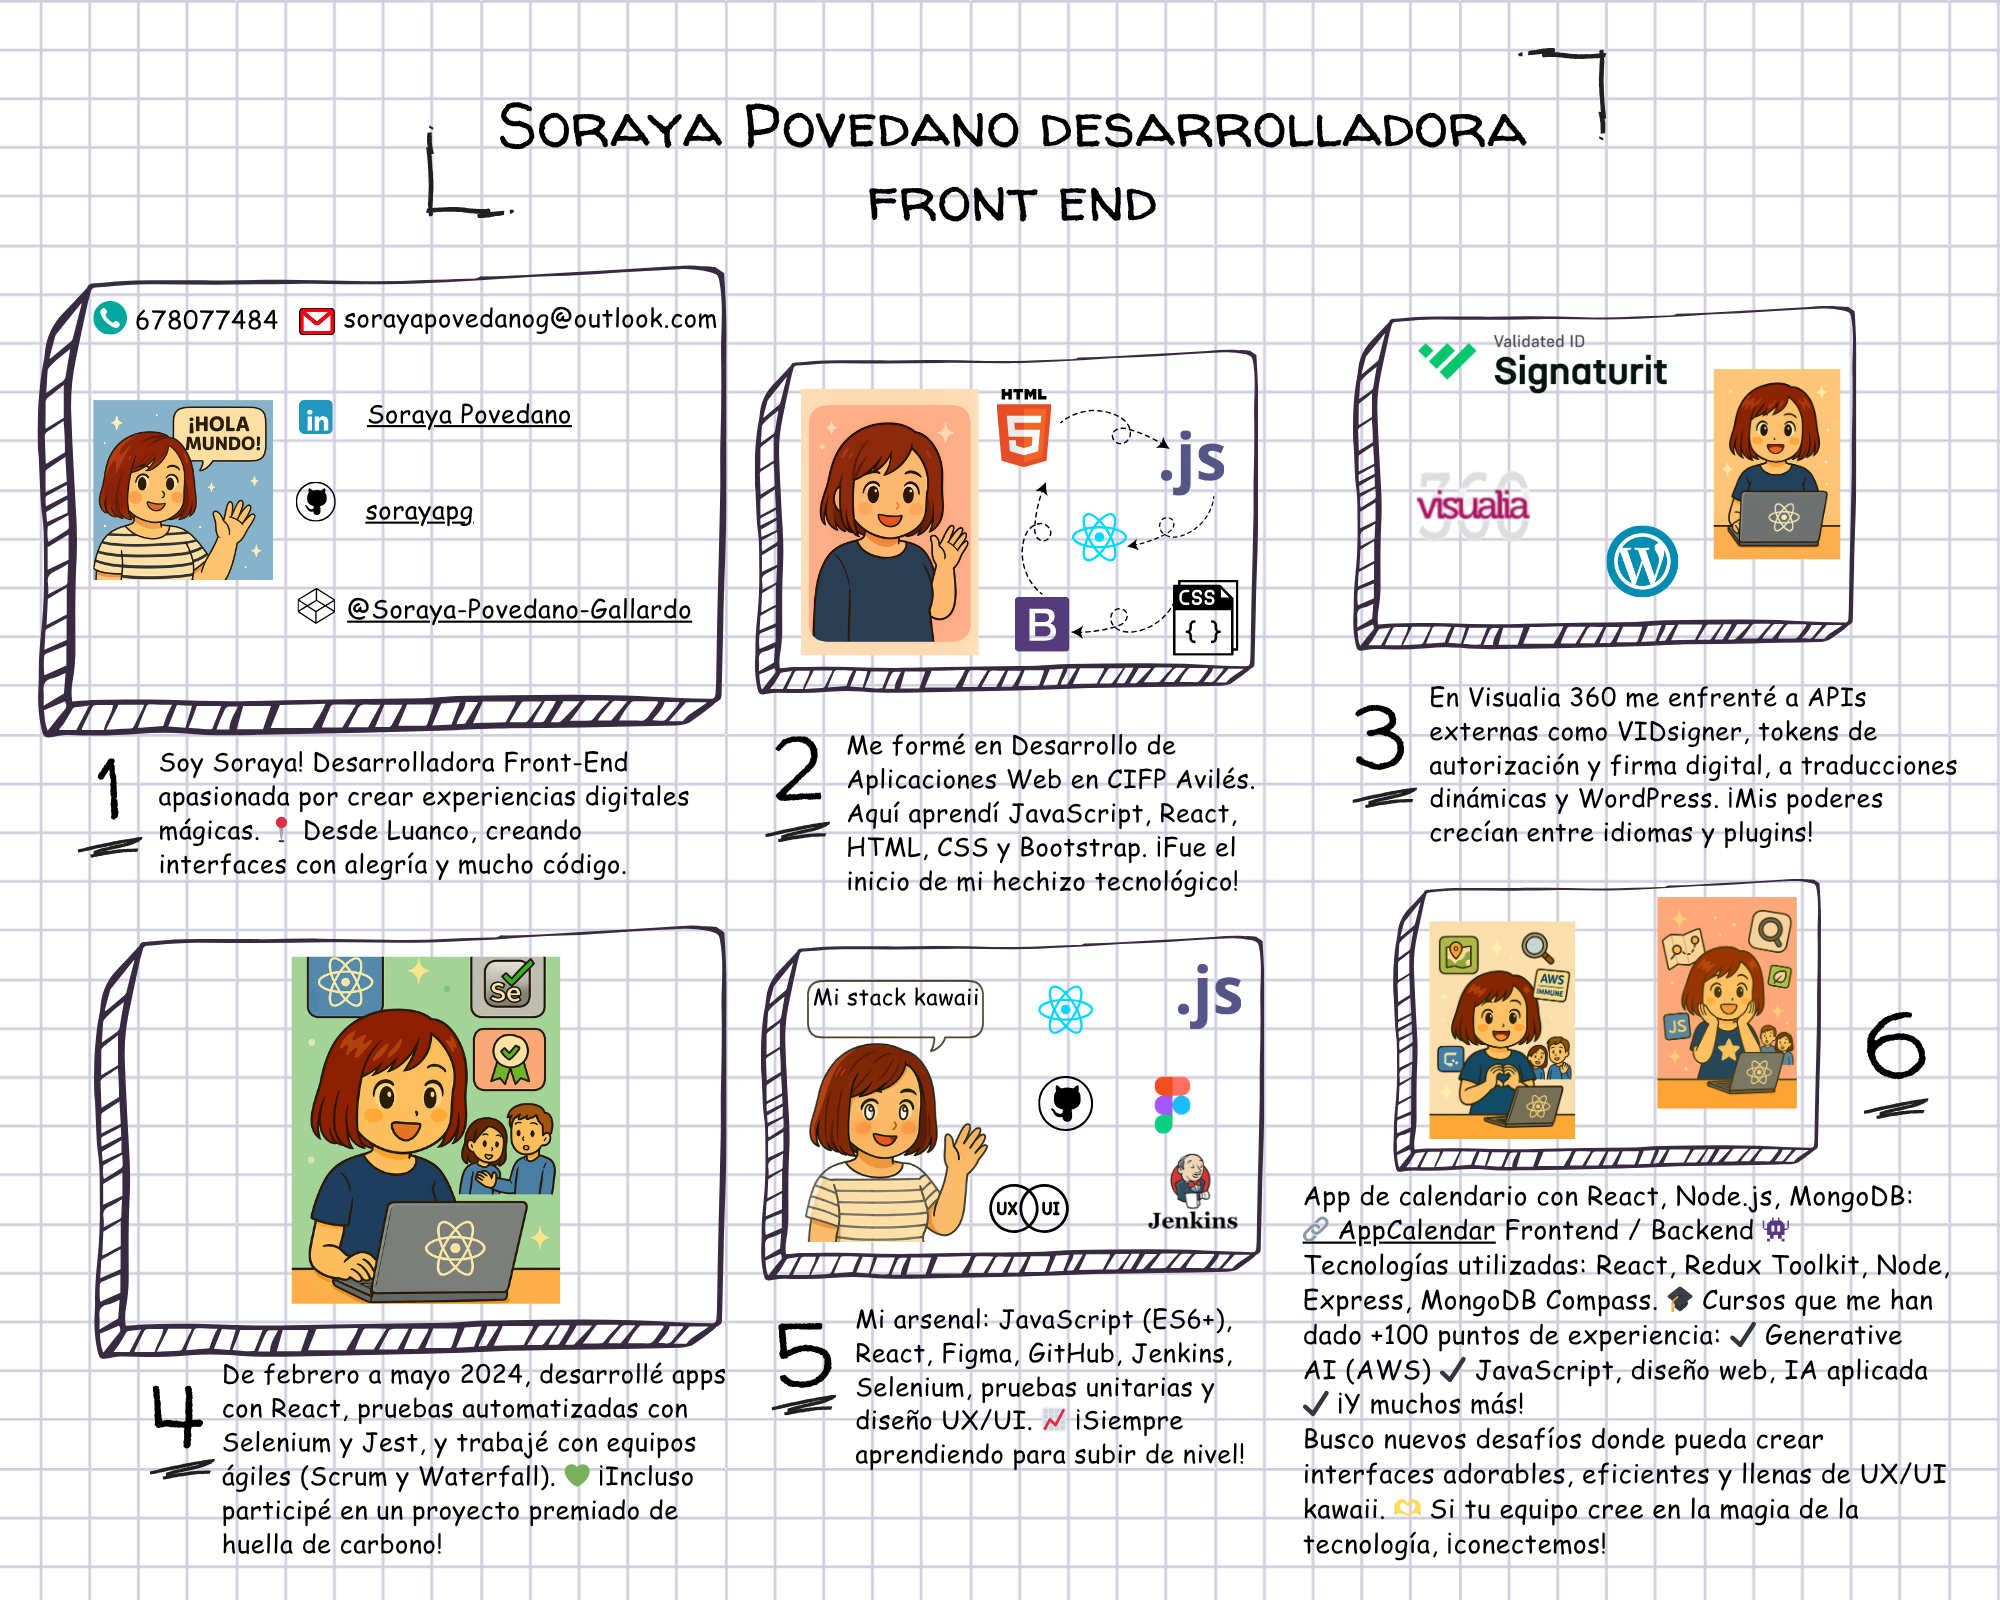 Soraya Povedano desarrolladora
front end
678077484
sorayapovedanog@outlook.com
¡HOLA
MUNDO!
Soraya Povedano
sorayapg
@Soraya-Povedano-Gallardo
1
Soy Soraya! Desarrolladora Front-End
apasionada por crear experiencias digitales
mágicas. 📍 Desde Luanco, creando
interfaces con alegría y mucho código.
HTML
5
.js
B
CSS
{ }
2
Me formé en Desarrollo de
Aplicaciones Web en CIFP Avilés.
Aquí aprendí JavaScript, React,
HTML, CSS y Bootstrap. ¡Fue el
inicio de mi hechizo tecnológico!
Validated ID
Signaturit
360
visualia
W
3
En Visualia 360 me enfrenté a APIs
externas como VIDsigner, tokens de
autorización y firma digital, a traducciones
dinámicas y WordPress. ¡Mis poderes
crecían entre idiomas y plugins!
Se
4
De febrero a mayo 2024, desarrollé apps
con React, pruebas automatizadas con
Selenium y Jest, y trabajé con equipos
ágiles (Scrum y Waterfall). 💚 ¡Incluso
participé en un proyecto premiado de
huella de carbono!
Mi stack kawaii
.js
UX UI
Jenkins
5
Mi arsenal: JavaScript (ES6+),
React, Figma, GitHub, Jenkins,
Selenium, pruebas unitarias y
diseño UX/UI. 📈 ¡Siempre
aprendiendo para subir de nivel!
AWS
IMMUNE
JS
6
App de calendario con React, Node.js, MongoDB:
🔗 AppCalendar Frontend / Backend 👾
Tecnologías utilizadas: React, Redux Toolkit, Node,
Express, MongoDB Compass. 🎓 Cursos que me han
dado +100 puntos de experiencia: ✔ Generative
AI (AWS) ✔ JavaScript, diseño web, IA aplicada
✔ ¡Y muchos más!
Busco nuevos desafíos donde pueda crear
interfaces adorables, eficientes y llenas de UX/UI
kawaii. 🫶 Si tu equipo cree en la magia de la
tecnología, ¡conectemos!